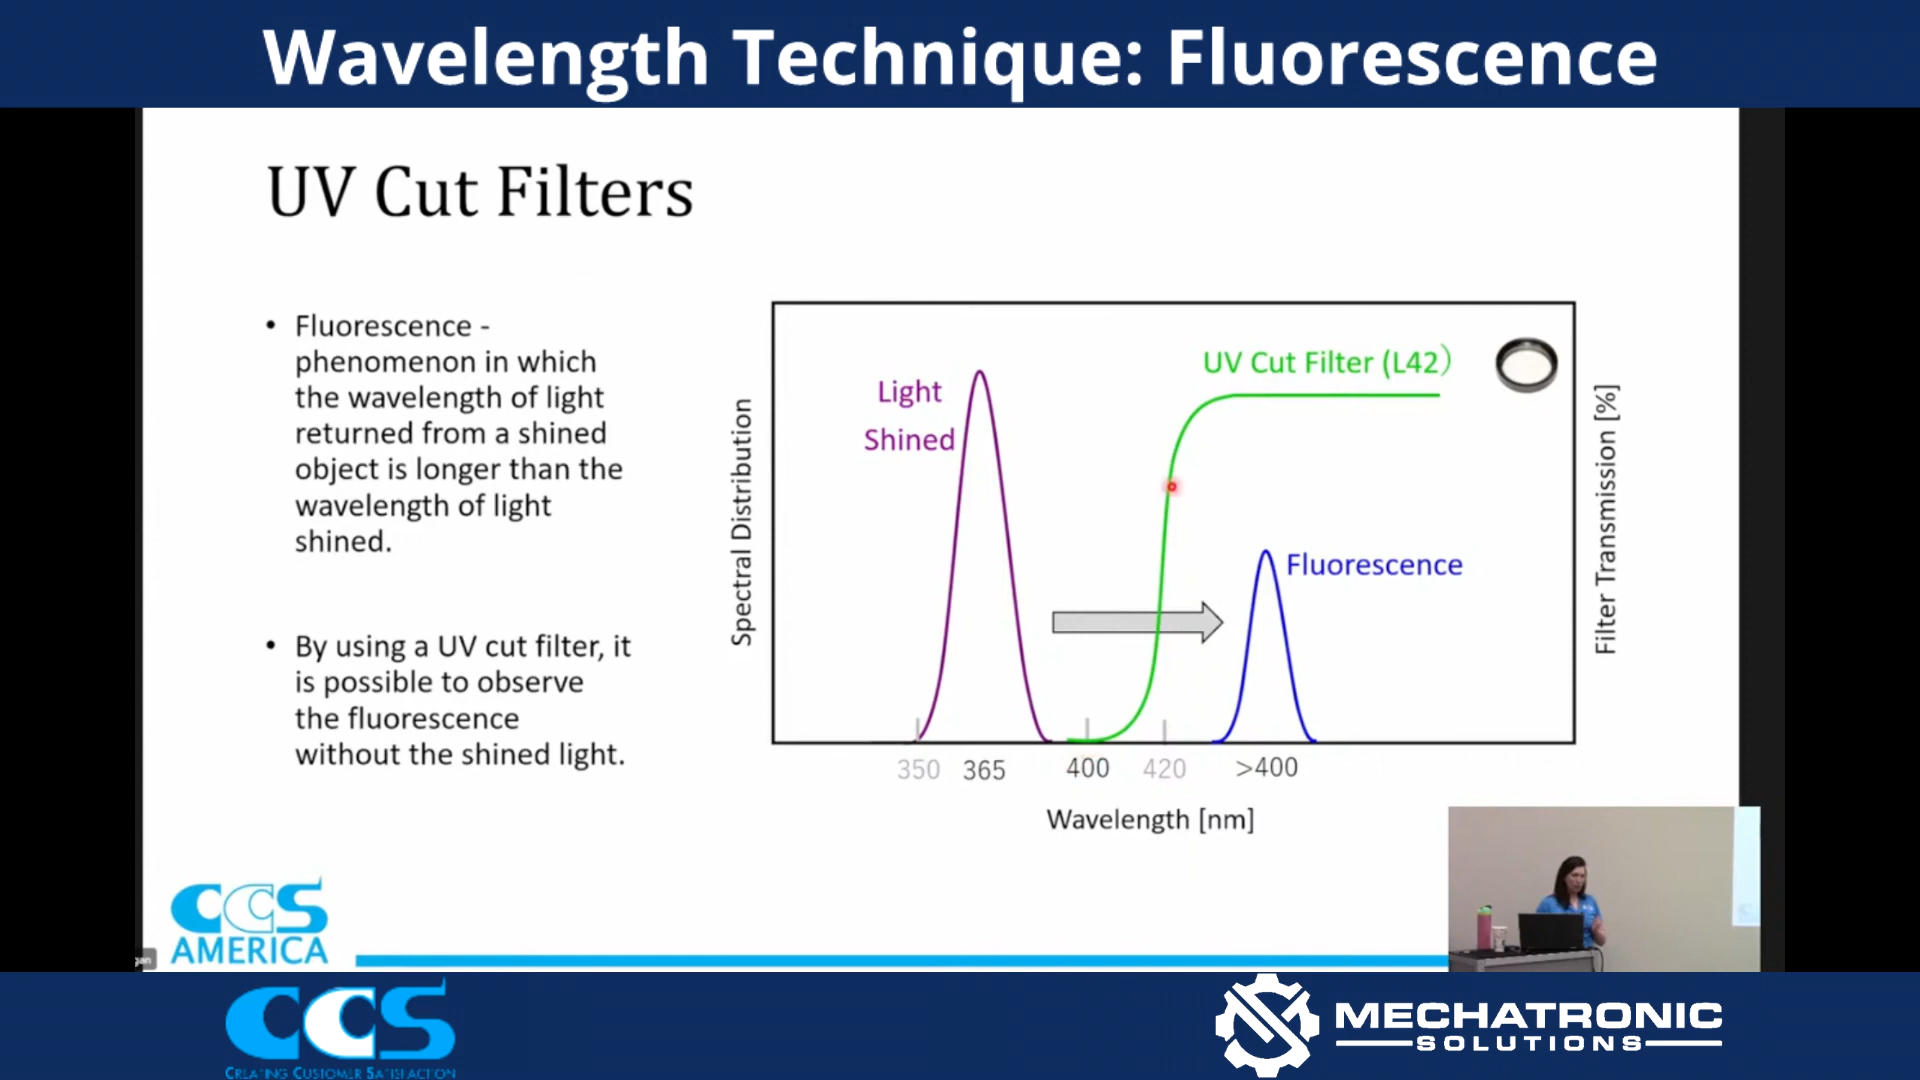 Wavelength Technique: Fluorescence
UV Cut Filters
• Fluorescence -
phenomenon in which
the wavelength of light
returned from a shined
object is longer than the
wavelength of light
shined.
• By using a UV cut filter, it
is possible to observe
the fluorescence
without the shined light.
Spectral Distribution
Light
Shined
UV Cut Filter (L42)
Fluorescence
Filter Transmission [%]
350 365 400 420 >400
Wavelength [nm]
CCS
AMERICA
CCS
CREATING CUSTOMER SATISFACTION
MECHATRONIC
SOLUTIONS